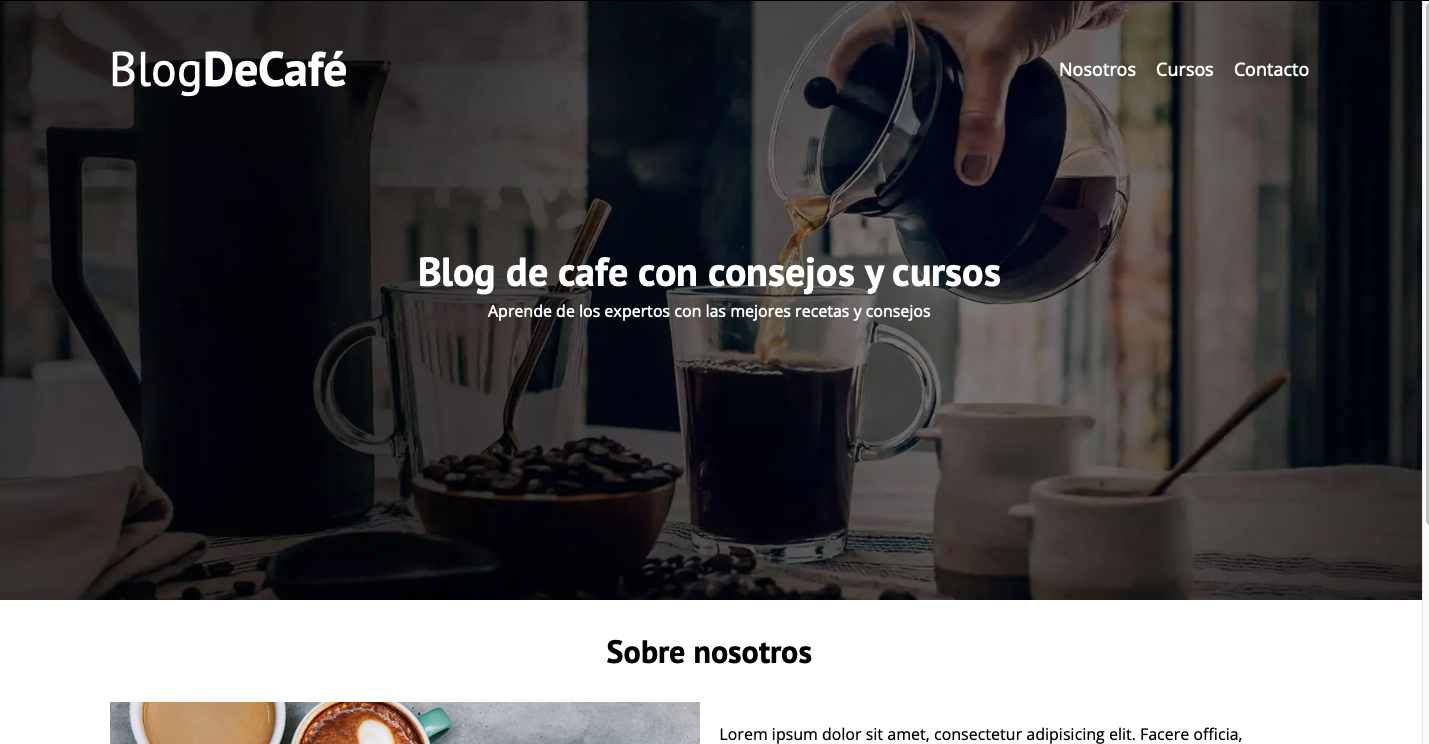 BlogDeCafé
Nosotros Cursos Contacto
Blog de cafe con consejos y cursos
Aprende de los expertos con las mejores recetas y consejos
Sobre nosotros
Lorem ipsum dolor sit amet, consectetur adipisicing elit. Facere officia,